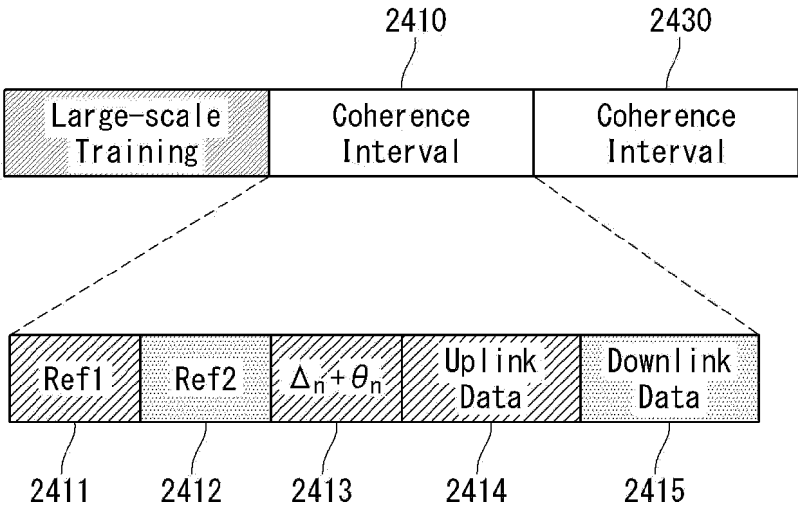 2410
2430
Large-scale
Training
Coherence
Interval
Coherence
Interval
Ref1
Ref2
Δn+θn
Uplink
Data
Downlink
Data
2411
2412
2413
2414
2415